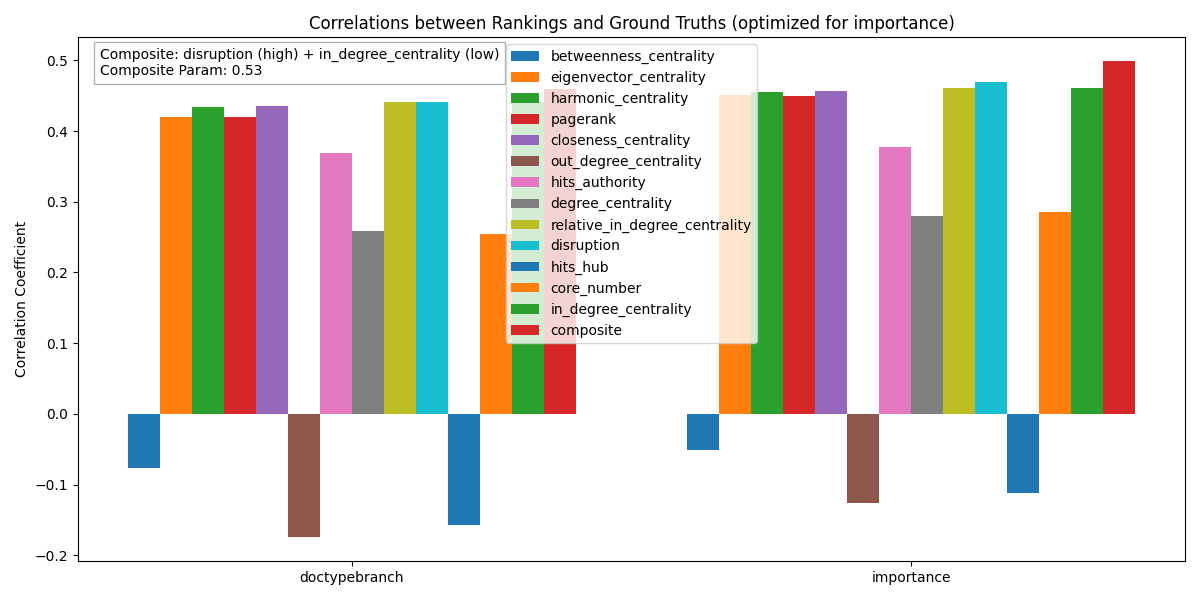 Correlations between Rankings and Ground Truths (optimized for importance)
Composite: disruption (high) + in_degree_centrality (low)
Composite Param: 0.53
betweenness_centrality
eigenvector_centrality
harmonic_centrality
pagerank
closeness_centrality
out_degree_centrality
hits_authority
degree_centrality
relative_in_degree_centrality
disruption
hits_hub
core_number
in_degree_centrality
composite
Correlation Coefficient
0.5
0.4
0.3
0.2
0.1
0.0
−0.1
−0.2
doctypebranch
importance